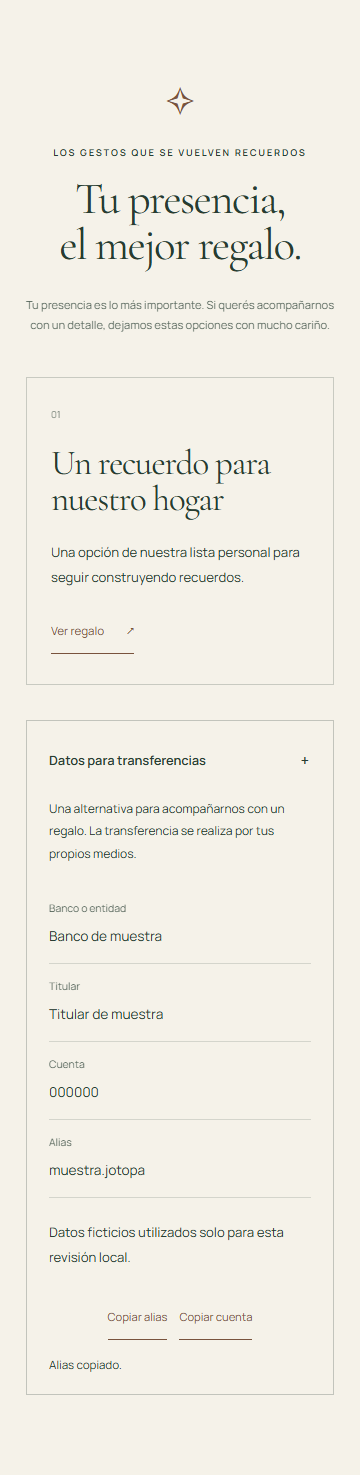 LOS GESTOS QUE SE VUELVEN RECUERDOS
Tu presencia,
el mejor regalo.
Tu presencia es lo más importante. Si querés acompañarnos
con un detalle, dejamos estas opciones con mucho cariño.
01
Un recuerdo para
nuestro hogar
Una opción de nuestra lista personal para
seguir construyendo recuerdos.
Ver regalo ↗
Datos para transferencias +
Una alternativa para acompañarnos con un
regalo. La transferencia se realiza por tus
propios medios.
Banco o entidad
Banco de muestra
Titular
Titular de muestra
Cuenta
000000
Alias
muestra.jotopa
Datos ficticios utilizados solo para esta
revisión local.
Copiar alias Copiar cuenta
Alias copiado.